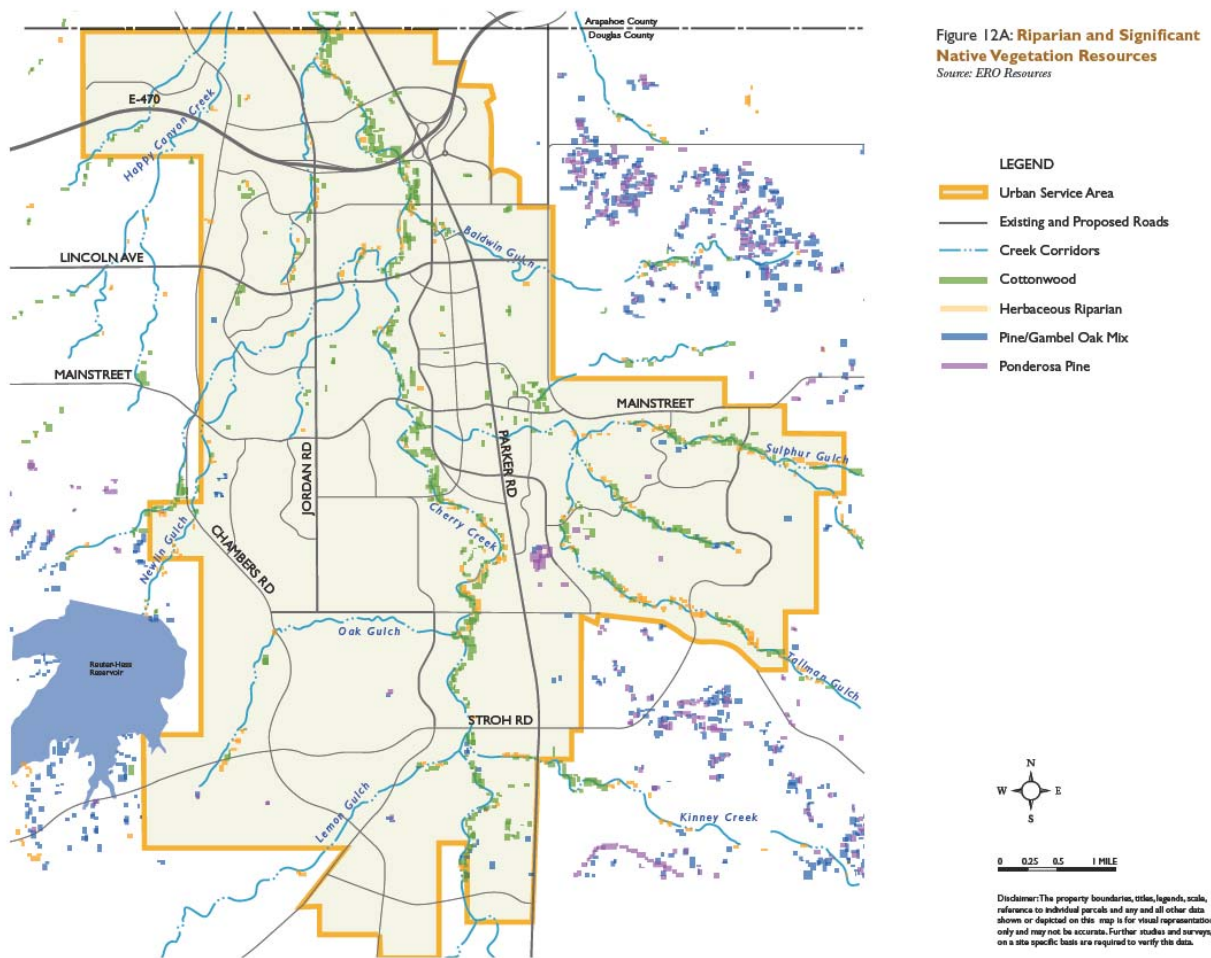 Arapahoe County
Douglas County
Figure 12A: Riparian and Significant
Native Vegetation Resources
Source: ERO Resources
E-470
Happy Canyon Creek
LEGEND
Urban Service Area
Existing and Proposed Roads
Baldwin Gulch
LINCOLN AVE
Creek Corridors
Cottonwood
Herbaceous Riparian
Pine/Gambel Oak Mix
Ponderosa Pine
MAINSTREET
MAINSTREET
PARKER RD
JORDAN RD
Sulphur Gulch
Cherry Creek
CHAMBERS RD
Newlin Gulch
Oak Gulch
Rueter-Hess
Reservoir
Tallman Gulch
STROH RD
Lemon Gulch
Kinney Creek
N
W E
S
0 0.25 0.5 1 MILE
Disclaimer: The property boundaries, titles, legends, scale,
reference to individual parcels and any and all other data
shown or depicted on this map is for visual representation
only and may not be accurate. Further studies and surveys,
on a site specific basis are required to verify this data.